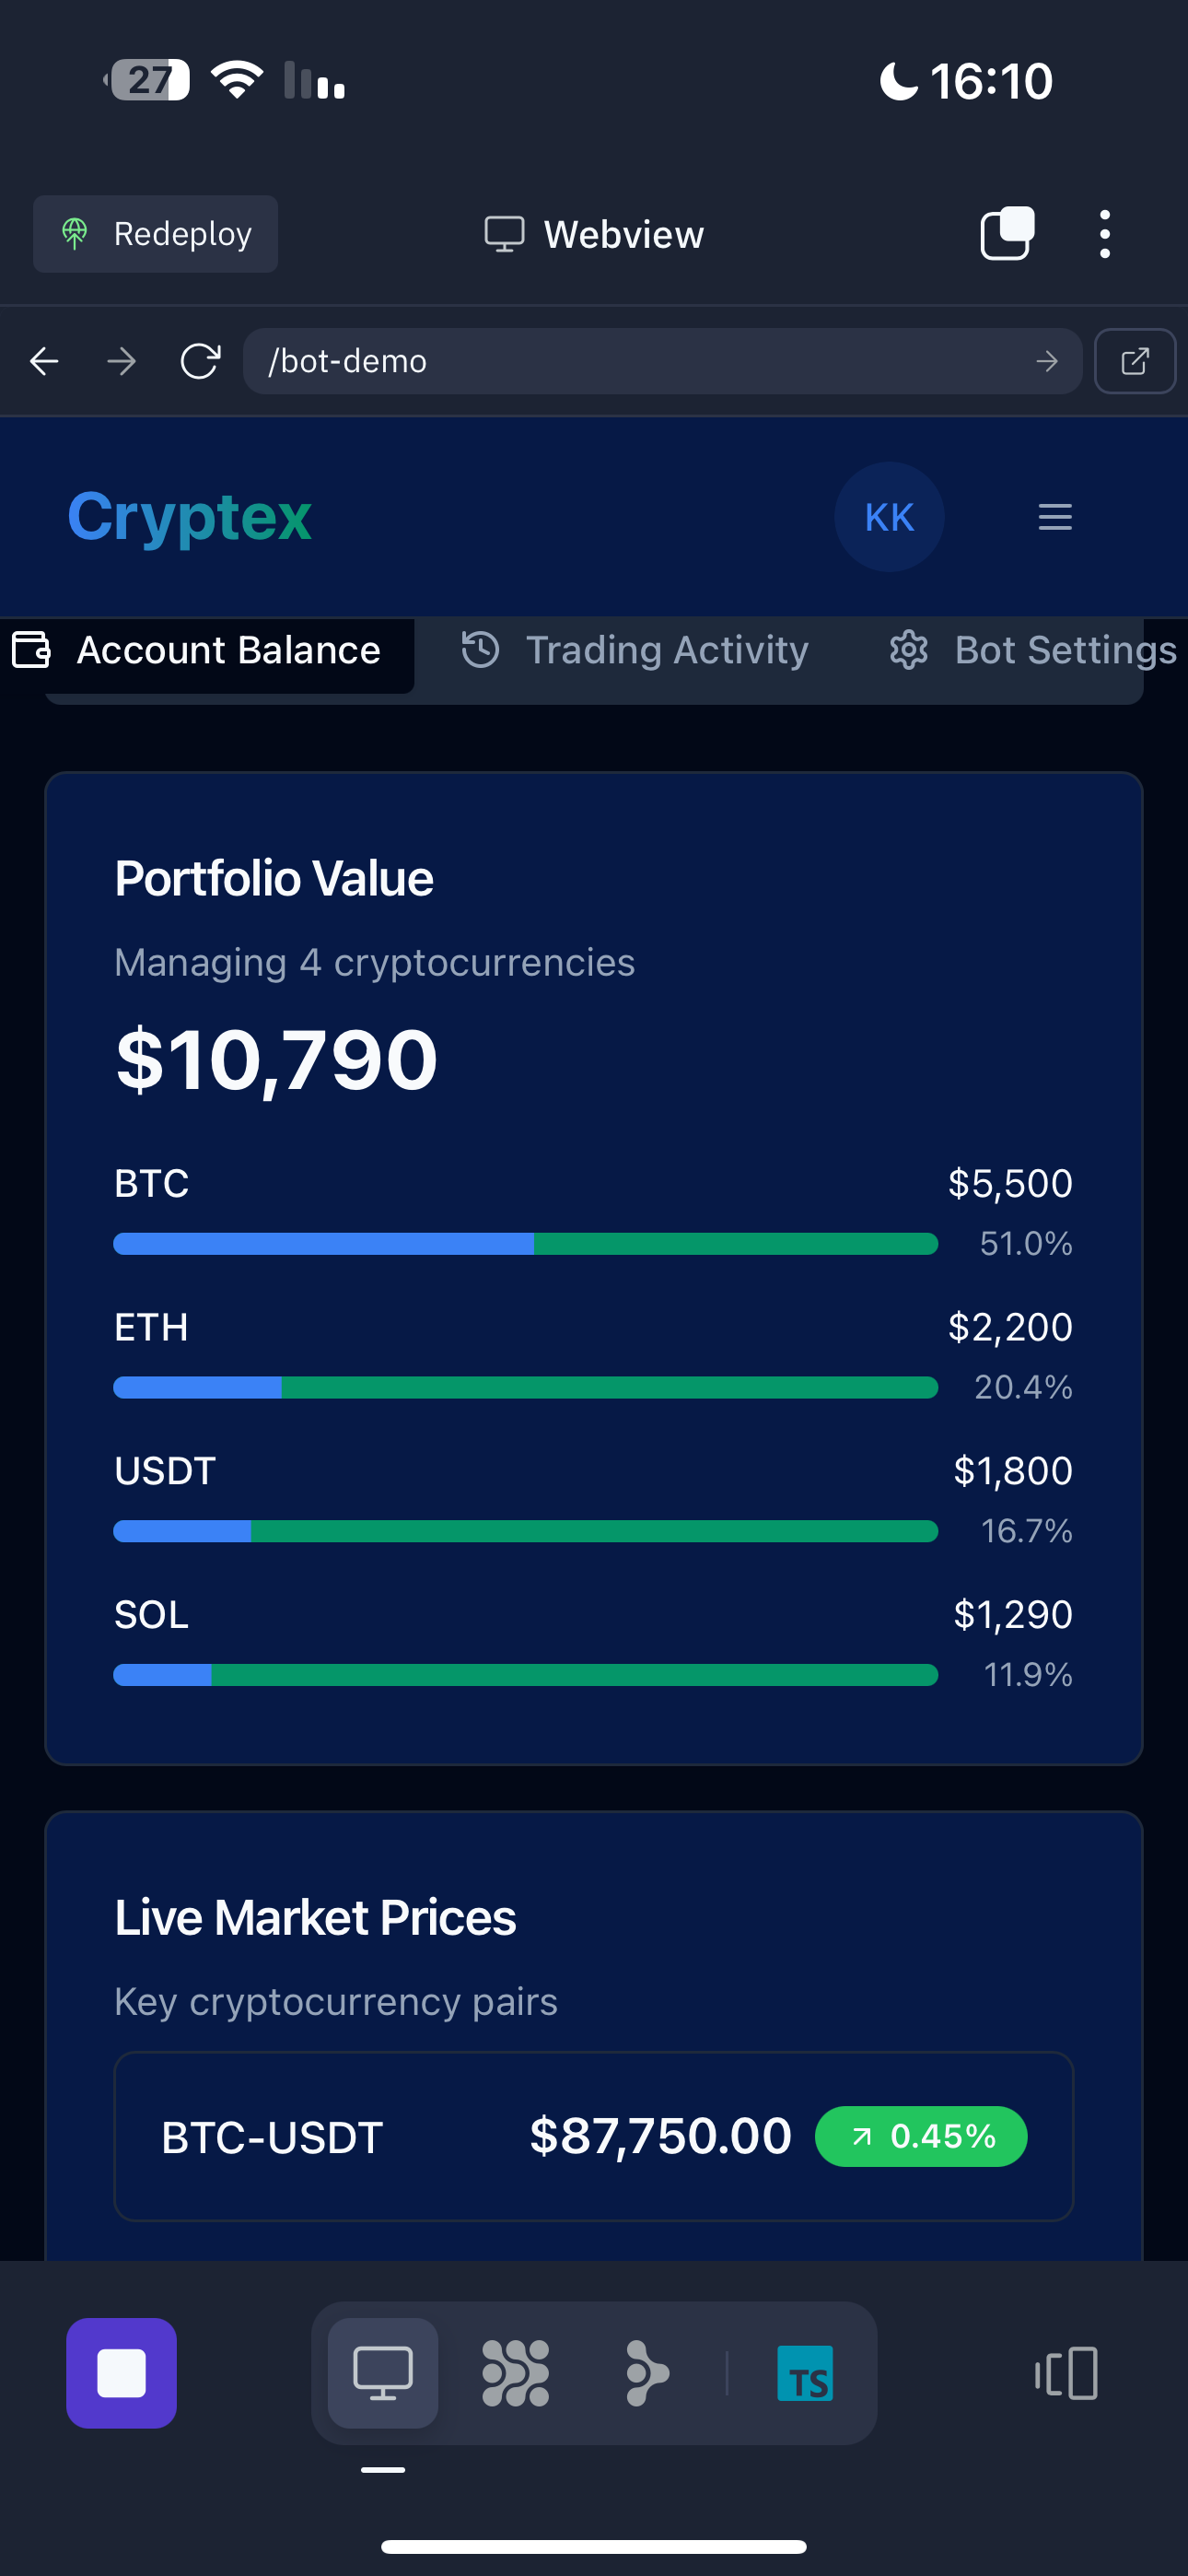 27
16:10
Redeploy
Webview
/bot-demo
Cryptex
KK
Account Balance
Trading Activity
Bot Settings
Portfolio Value
Managing 4 cryptocurrencies
$10,790
BTC
$5,500
51.0%
ETH
$2,200
20.4%
USDT
$1,800
16.7%
SOL
$1,290
11.9%
Live Market Prices
Key cryptocurrency pairs
BTC-USDT
$87,750.00
0.45%
TS